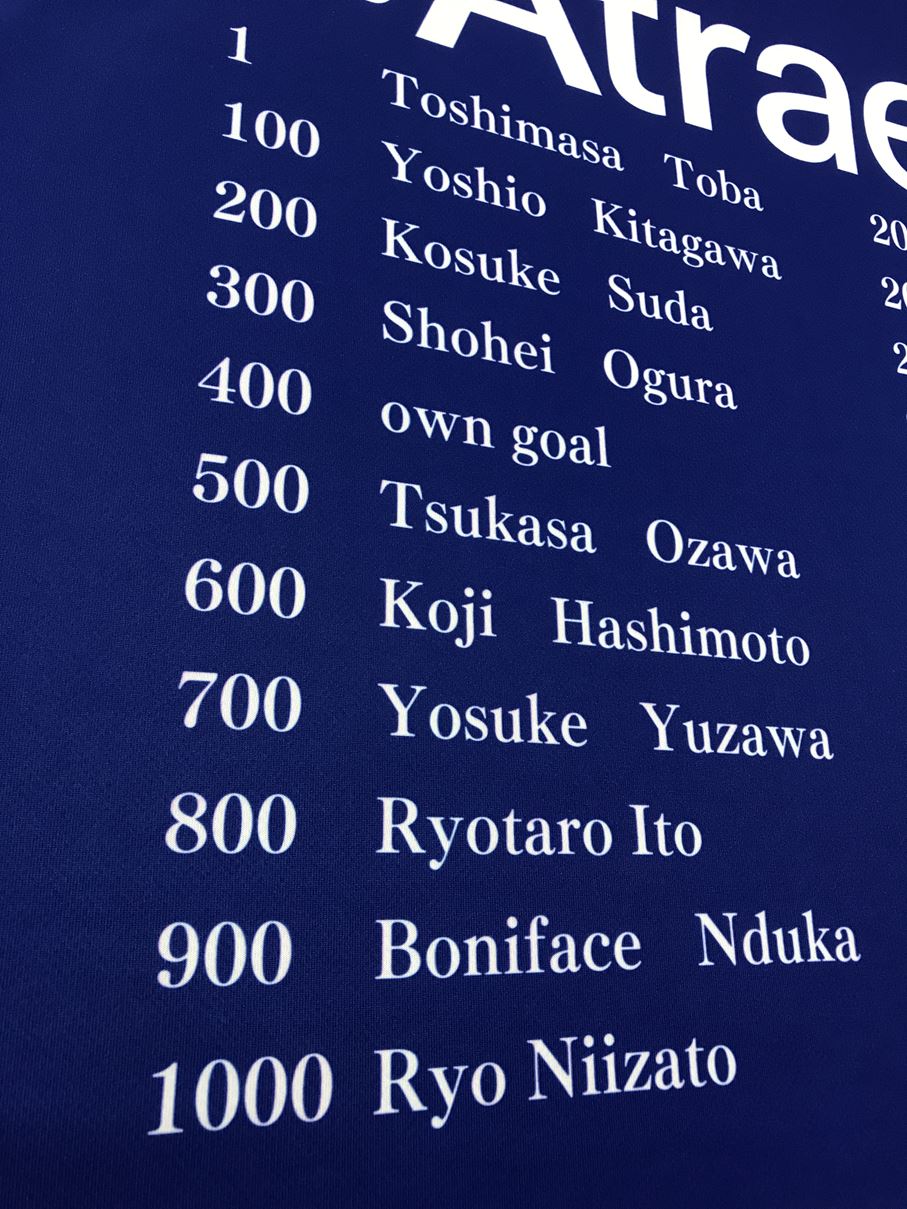 Atrae
1 Toshimasa Toba
100 Yoshio Kitagawa
200 Kosuke Suda
300 Shohei Ogura
400 own goal
500 Tsukasa Ozawa
600 Koji Hashimoto
700 Yosuke Yuzawa
800 Ryotaro Ito
900 Boniface Nduka
1000 Ryo Niizato